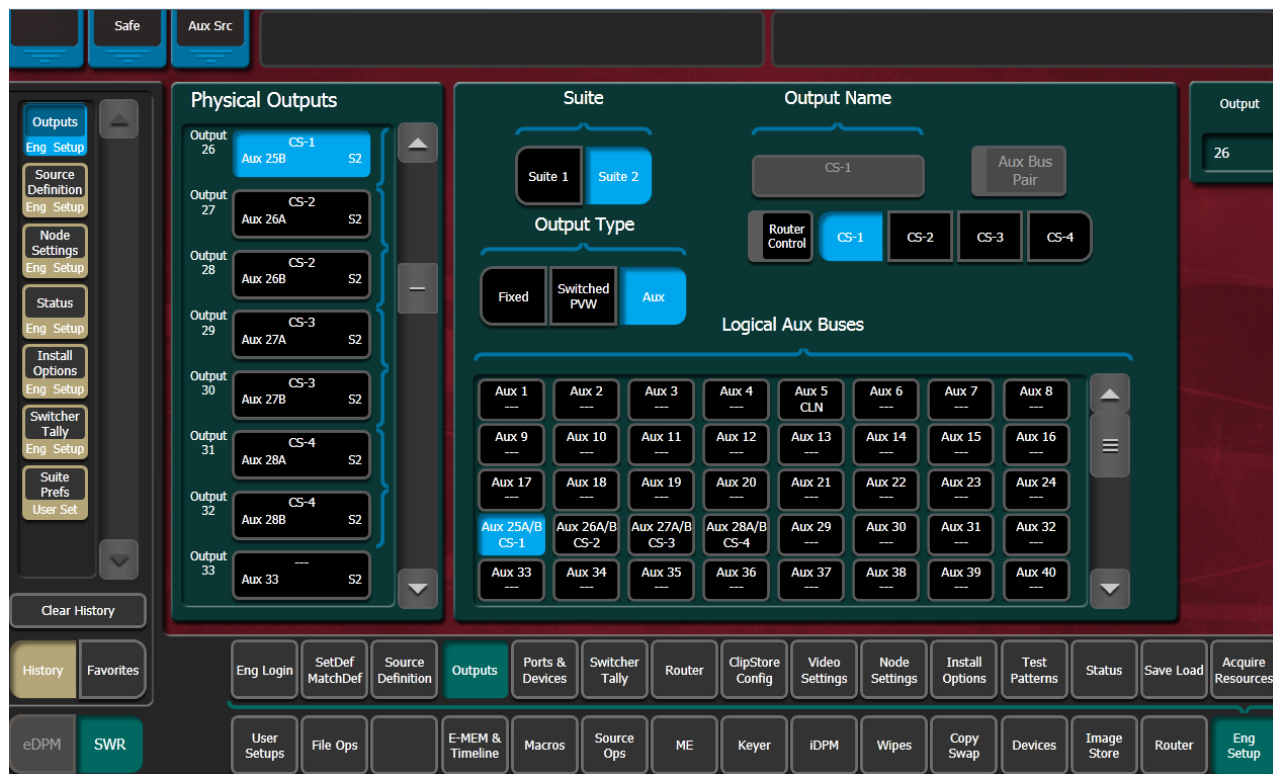 Safe
Aux Src
Outputs
Eng Setup
Source
Definition
Eng Setup
Node
Settings
Eng Setup
Status
Eng Setup
Install
Options
Eng Setup
Switcher
Tally
Eng Setup
Suite
Prefs
User Set
Clear History
History
Favorites
eDPM
SWR
Physical Outputs
Output
26
CS-1
Aux 25B S2
Output
27
CS-2
Aux 26A S2
Output
28
CS-2
Aux 26B S2
Output
29
CS-3
Aux 27A S2
Output
30
CS-3
Aux 27B S2
Output
31
CS-4
Aux 28A S2
Output
32
CS-4
Aux 28B S2
Output
33
---
Aux 33 S2
Suite
Suite 1
Suite 2
Output Type
Fixed
Switched
PVW
Aux
Output Name
CS-1
Aux Bus
Pair
Router
Control
CS-1
CS-2
CS-3
CS-4
Logical Aux Buses
Aux 1 Aux 2 Aux 3 Aux 4 Aux 5 Aux 6 Aux 7 Aux 8
--- --- --- --- CLN --- --- ---
Aux 9 Aux 10 Aux 11 Aux 12 Aux 13 Aux 14 Aux 15 Aux 16
--- --- --- --- --- --- --- ---
Aux 17 Aux 18 Aux 19 Aux 20 Aux 21 Aux 22 Aux 23 Aux 24
--- --- --- --- --- --- --- ---
Aux 25A/B Aux 26A/B Aux 27A/B Aux 28A/B Aux 29 Aux 30 Aux 31 Aux 32
CS-1 CS-2 CS-3 CS-4 --- --- --- ---
Aux 33 Aux 34 Aux 35 Aux 36 Aux 37 Aux 38 Aux 39 Aux 40
--- --- --- --- --- --- --- ---
Output
26
Eng Login
SetDef
MatchDef
Source
Definition
Outputs
Ports &
Devices
Switcher
Tally
Router
ClipStore
Config
Video
Settings
Node
Settings
Install
Options
Test
Patterns
Status
Save Load
Acquire
Resources
User
Setups
File Ops
E-MEM &
Timeline
Macros
Source
Ops
ME
Keyer
iDPM
Wipes
Copy
Swap
Devices
Image
Store
Router
Eng
Setup